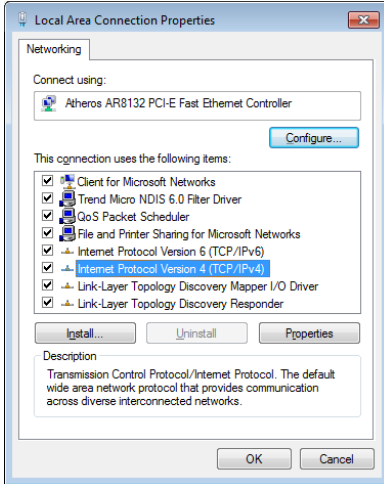 Local Area Connection Properties
Networking
Connect using:
Atheros AR8132 PCI-E Fast Ethernet Controller
Configure...
This connection uses the following items:
Client for Microsoft Networks
Trend Micro NDIS 6.0 Filter Driver
QoS Packet Scheduler
File and Printer Sharing for Microsoft Networks
Internet Protocol Version 6 (TCP/IPv6)
Internet Protocol Version 4 (TCP/IPv4)
Link-Layer Topology Discovery Mapper I/O Driver
Link-Layer Topology Discovery Responder
Install...
Uninstall
Properties
Description
Transmission Control Protocol/Internet Protocol. The default
wide area network protocol that provides communication
across diverse interconnected networks.
OK
Cancel